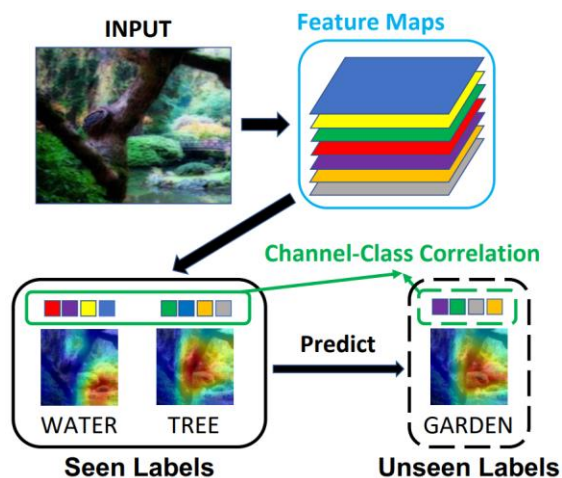 INPUT
Feature Maps
Channel-Class Correlation
Predict
WATER
TREE
GARDEN
Seen Labels
Unseen Labels